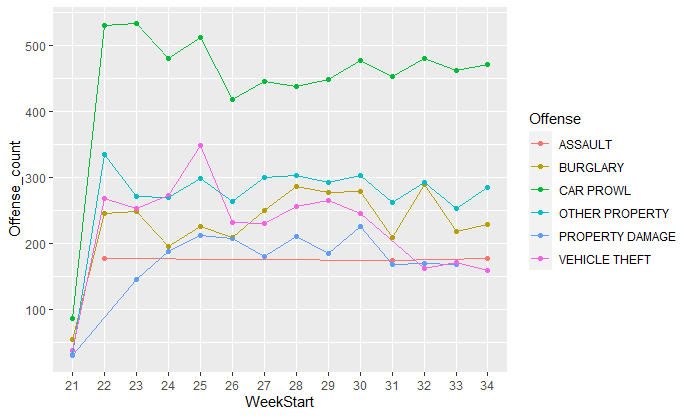 Offense_count
500
400
300
200
100
21 22 23 24 25 26 27 28 29 30 31 32 33 34
WeekStart
Offense
ASSAULT
BURGLARY
CAR PROWL
OTHER PROPERTY
PROPERTY DAMAGE
VEHICLE THEFT